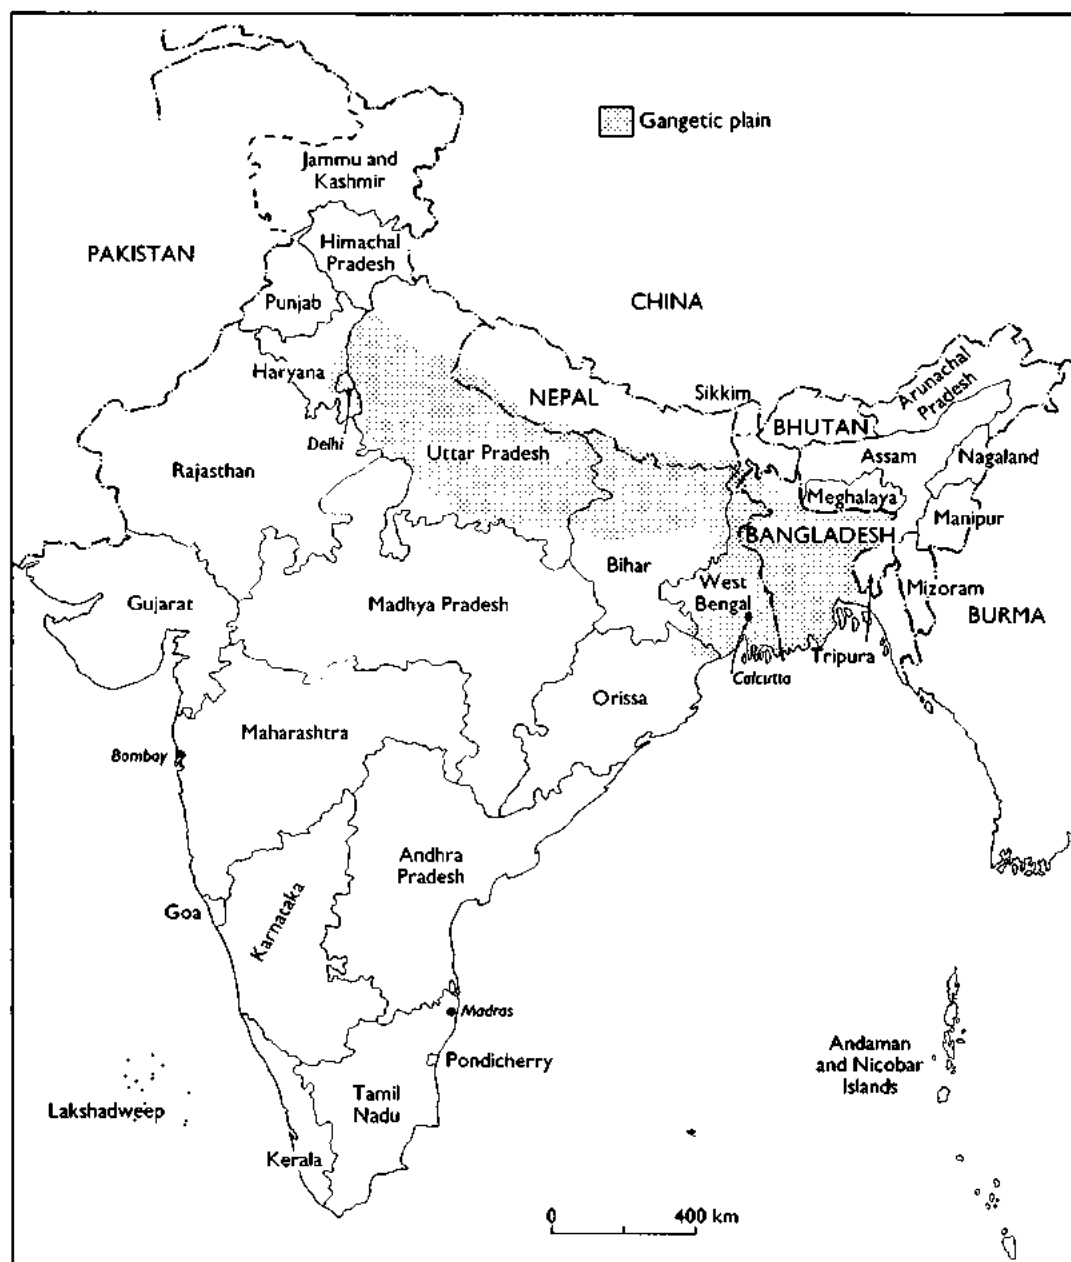 Gangetic plain
Jammu and
Kashmir
PAKISTAN
Himachal
Pradesh
CHINA
Punjab
Haryana
NEPAL
Sikkim
BHUTAN
Arunachal
Pradesh
Delhi
Uttar Pradesh
Assam
Nagaland
Rajasthan
Meghalaya
Manipur
BANGLADESH
Bihar
West
Bengal
Gujarat
Madhya Pradesh
Mizoram
BURMA
Tripura
Calcutta
Orissa
Maharashtra
Bombay
Andhra
Pradesh
Goa
Karnataka
Madras
Pondicherry
Andaman
and Nicobar
Islands
Tamil
Nadu
Lakshadweep
Kerala
0 400 km